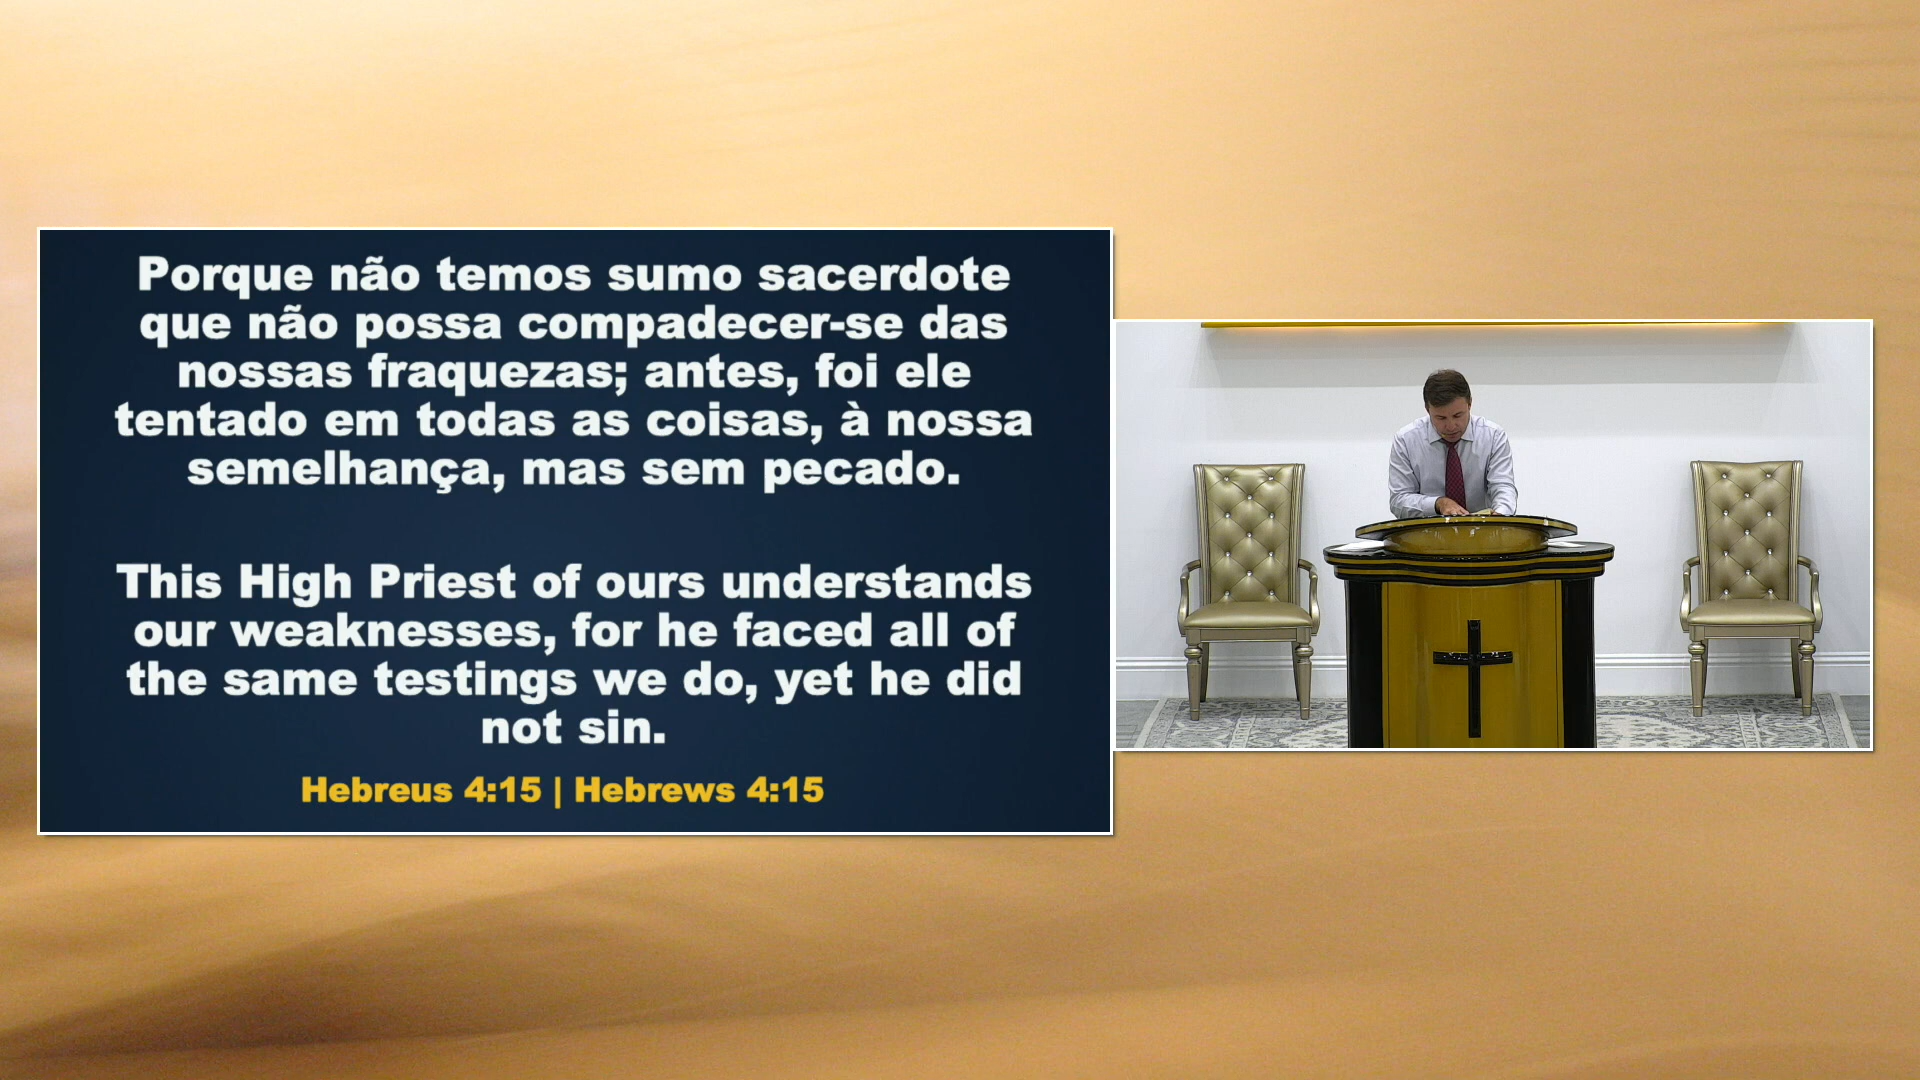 Porque não temos sumo sacerdote
que não possa compadecer-se das
nossas fraquezas; antes, foi ele
tentado em todas as coisas, à nossa
semelhança, mas sem pecado.
This High Priest of ours understands
our weaknesses, for he faced all of
the same testings we do, yet he did
not sin.
Hebreus 4:15 | Hebrews 4:15